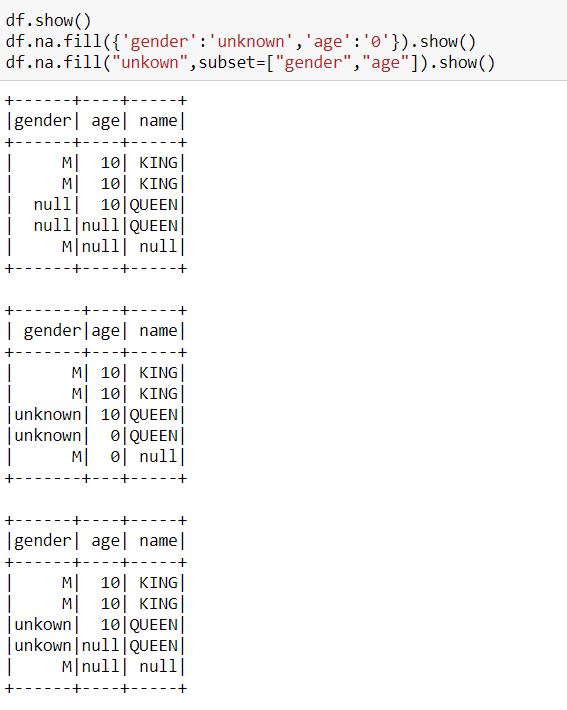 df.show()
df.na.fill({'gender':'unknown','age':'0'}).show()
df.na.fill("unkown",subset=["gender","age"]).show()
+------+----+-----+
|gender| age| name|
+------+----+-----+
|     M|  10| KING|
|     M|  10| KING|
|  null|  10|QUEEN|
|  null|null|QUEEN|
|     M|null| null|
+------+----+-----+
+-------+---+-----+
| gender|age| name|
+-------+---+-----+
|      M| 10| KING|
|      M| 10| KING|
|unknown| 10|QUEEN|
|unknown|  0|QUEEN|
|      M|  0| null|
+-------+---+-----+
+------+----+-----+
|gender| age| name|
+------+----+-----+
|     M|  10| KING|
|     M|  10| KING|
|unkown|  10|QUEEN|
|unkown|null|QUEEN|
|     M|null| null|
+------+----+-----+